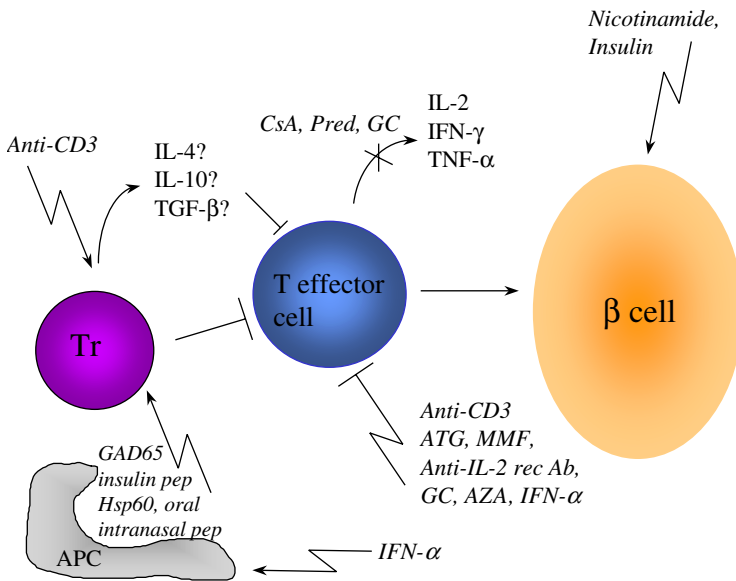 Nicotinamide,
Insulin
CsA, Pred, GC
IL-2
IFN-γ
TNF-α
Anti-CD3
IL-4?
IL-10?
TGF-β?
T effector
cell
β cell
Tr
Anti-CD3
ATG, MMF,
Anti-IL-2 rec Ab,
GC, AZA, IFN-α
GAD65
insulin pep
Hsp60, oral
intranasal pep
APC
IFN-α